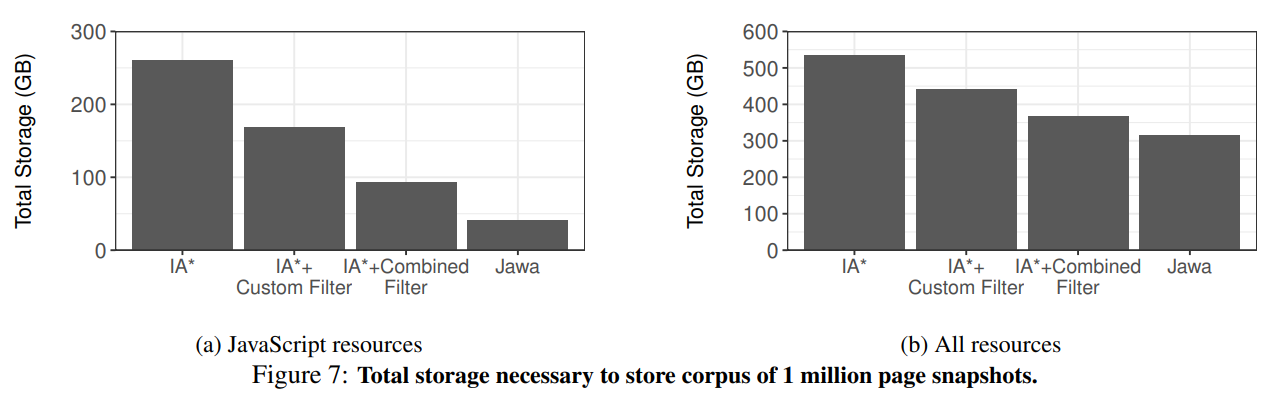 300
200
100
0
Total Storage (GB)
IA*
IA*+
Custom Filter
IA*+Combined
Filter
Jawa
(a) JavaScript resources
600
500
400
300
200
100
0
Total Storage (GB)
IA*
IA*+
Custom Filter
IA*+Combined
Filter
Jawa
(b) All resources
Figure 7: Total storage necessary to store corpus of 1 million page snapshots.